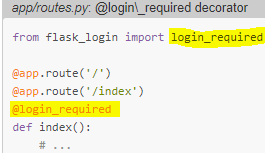 app/routes.py: @login\_required decorator
from flask_login import login_required
@app.route('/')
@app.route('/index')
@login_required
def index():
# ...